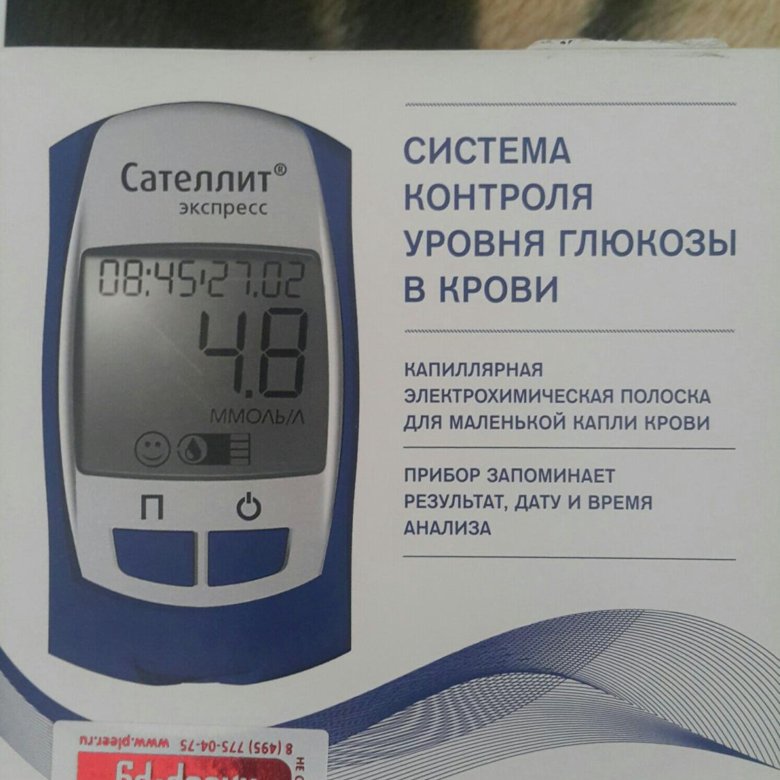 Сателлит®
экспресс
08:45 27.02
4.8
ММОЛЬ/Л
П
СИСТЕМА
КОНТРОЛЯ
УРОВНЯ ГЛЮКОЗЫ
В КРОВИ
КАПИЛЛЯРНАЯ
ЭЛЕКТРОХИМИЧЕСКАЯ ПОЛОСКА
ДЛЯ МАЛЕНЬКОЙ КАПЛИ КРОВИ
ПРИБОР ЗАПОМИНАЕТ
РЕЗУЛЬТАТ, ДАТУ И ВРЕМЯ
АНАЛИЗА
8 (495) 775-04-75 www.pleer.ru